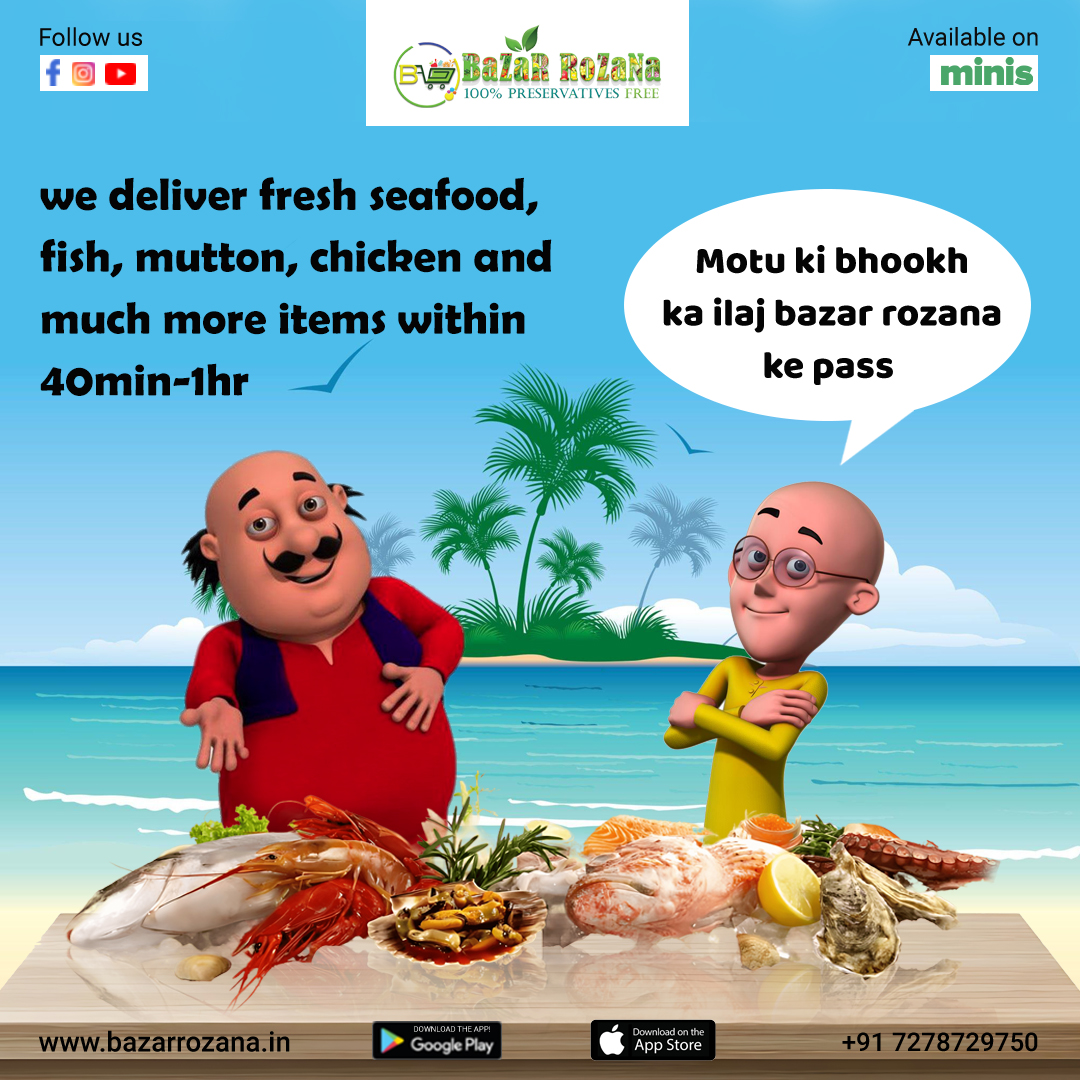 Follow us
BaZaR RoZaNa
100% PRESERVATIVES FREE
Available on
minis
we deliver fresh seafood,
fish, mutton, chicken and
much more items within
40min-1hr
Motu ki bhookh
ka ilaj bazar rozana
ke pass
www.bazarrozana.in
DOWNLOAD THE APP!
Google Play
Download on the
App Store
+91 7278729750